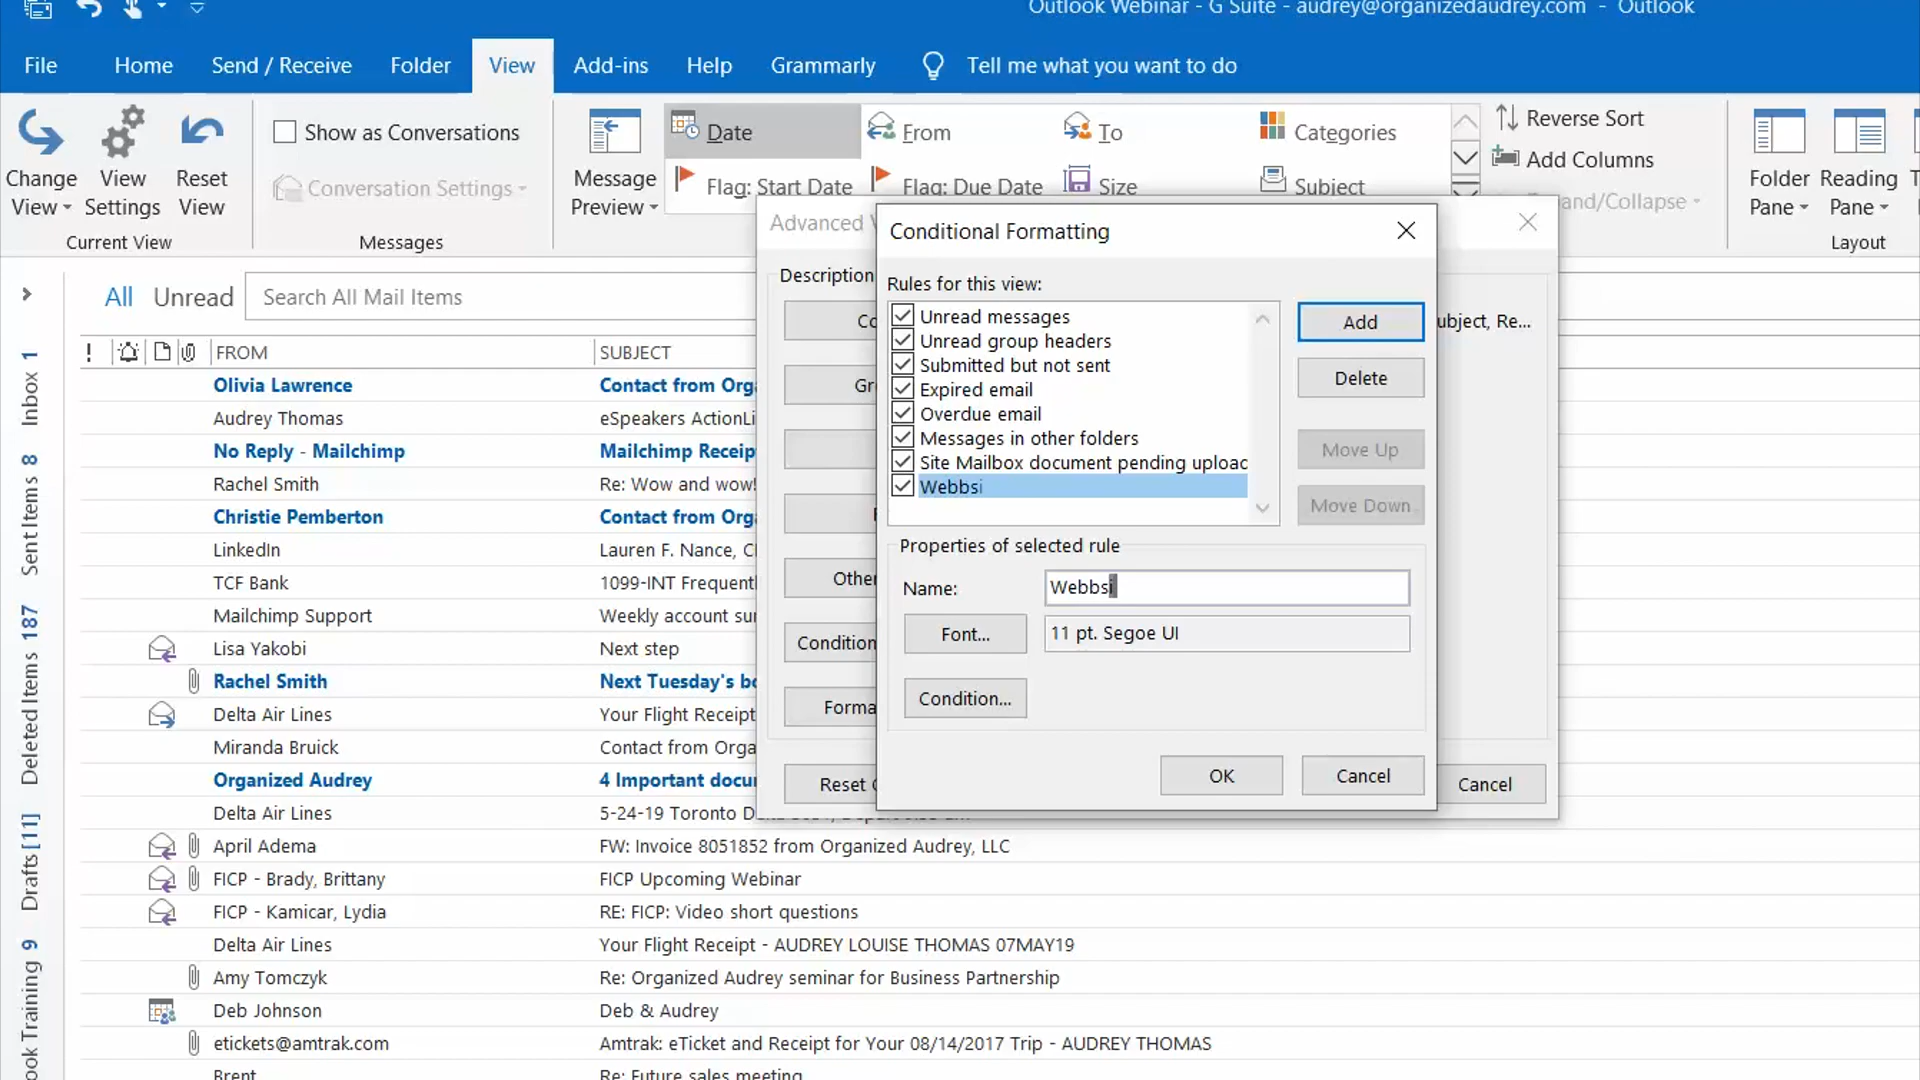 Outlook Webinar - G Suite - audrey@organizedaudrey.com - Outlook
File Home Send / Receive Folder View Add-ins Help Grammarly Tell me what you want to do
Change View
View Settings
Reset View
Current View
Show as Conversations
Conversation Settings
Messages
Message Preview
Date From To Categories
Flag: Start Date Flag: Due Date Size Subject
Reverse Sort
Add Columns
and/Collapse
Folder Pane
Reading Pane
Layout
Advanced
Description
Co
Gr
Other
Condition
Forma
Reset
ubject, Re...
Cancel
Conditional Formatting
Rules for this view:
Unread messages
Unread group headers
Submitted but not sent
Expired email
Overdue email
Messages in other folders
Site Mailbox document pending upload
Webbsi
Add
Delete
Move Up
Move Down
Properties of selected rule
Name: Webbsi
Font... 11 pt. Segoe UI
Condition...
OK Cancel
Inbox 1
Sent Items 8
Deleted Items 187
Drafts [11]
ook Training 9
All Unread Search All Mail Items
! FROM SUBJECT
Olivia Lawrence Contact from Org
Audrey Thomas eSpeakers ActionLi
No Reply - Mailchimp Mailchimp Receip
Rachel Smith Re: Wow and wow!
Christie Pemberton Contact from Org
LinkedIn Lauren F. Nance, C
TCF Bank 1099-INT Frequent
Mailchimp Support Weekly account su
Lisa Yakobi Next step
Rachel Smith Next Tuesday's bo
Delta Air Lines Your Flight Receipt
Miranda Bruick Contact from Orga
Organized Audrey 4 Important docu
Delta Air Lines 5-24-19 Toronto
April Adema FW: Invoice 8051852 from Organized Audrey, LLC
FICP - Brady, Brittany FICP Upcoming Webinar
FICP - Kamicar, Lydia RE: FICP: Video short questions
Delta Air Lines Your Flight Receipt - AUDREY LOUISE THOMAS 07MAY19
Amy Tomczyk Re: Organized Audrey seminar for Business Partnership
Deb Johnson Deb & Audrey
etickets@amtrak.com Amtrak: eTicket and Receipt for Your 08/14/2017 Trip - AUDREY THOMAS
Brent Re: Future sales meeting